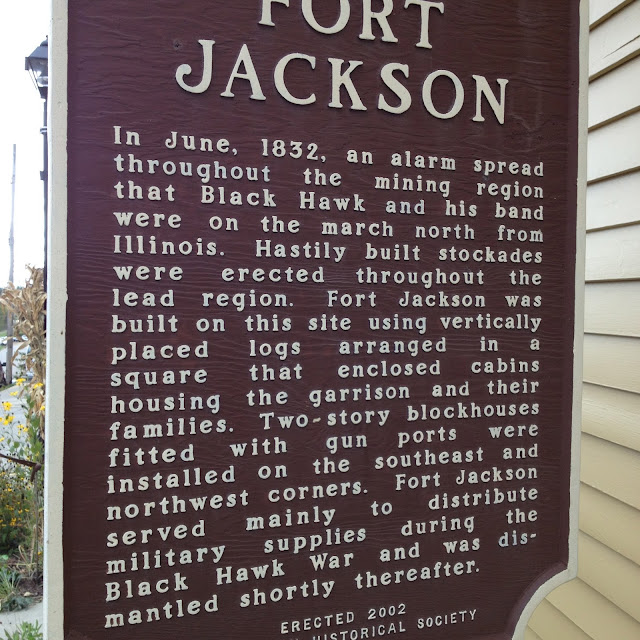 FORT
JACKSON
In June, 1832, an alarm spread
throughout the mining region
that Black Hawk and his band
were on the march north from
Illinois. Hastily built stockades
were erected throughout the
lead region. Fort Jackson was
built on this site using vertically
placed logs arranged in a
square that enclosed cabins
housing the garrison and their
families. Two-story blockhouses
fitted with gun ports were
installed on the southeast and
northwest corners. Fort Jackson
served mainly to distribute
military supplies during the
Black Hawk War and was dis-
mantled shortly thereafter.
ERECTED 2002
HISTORICAL SOCIETY